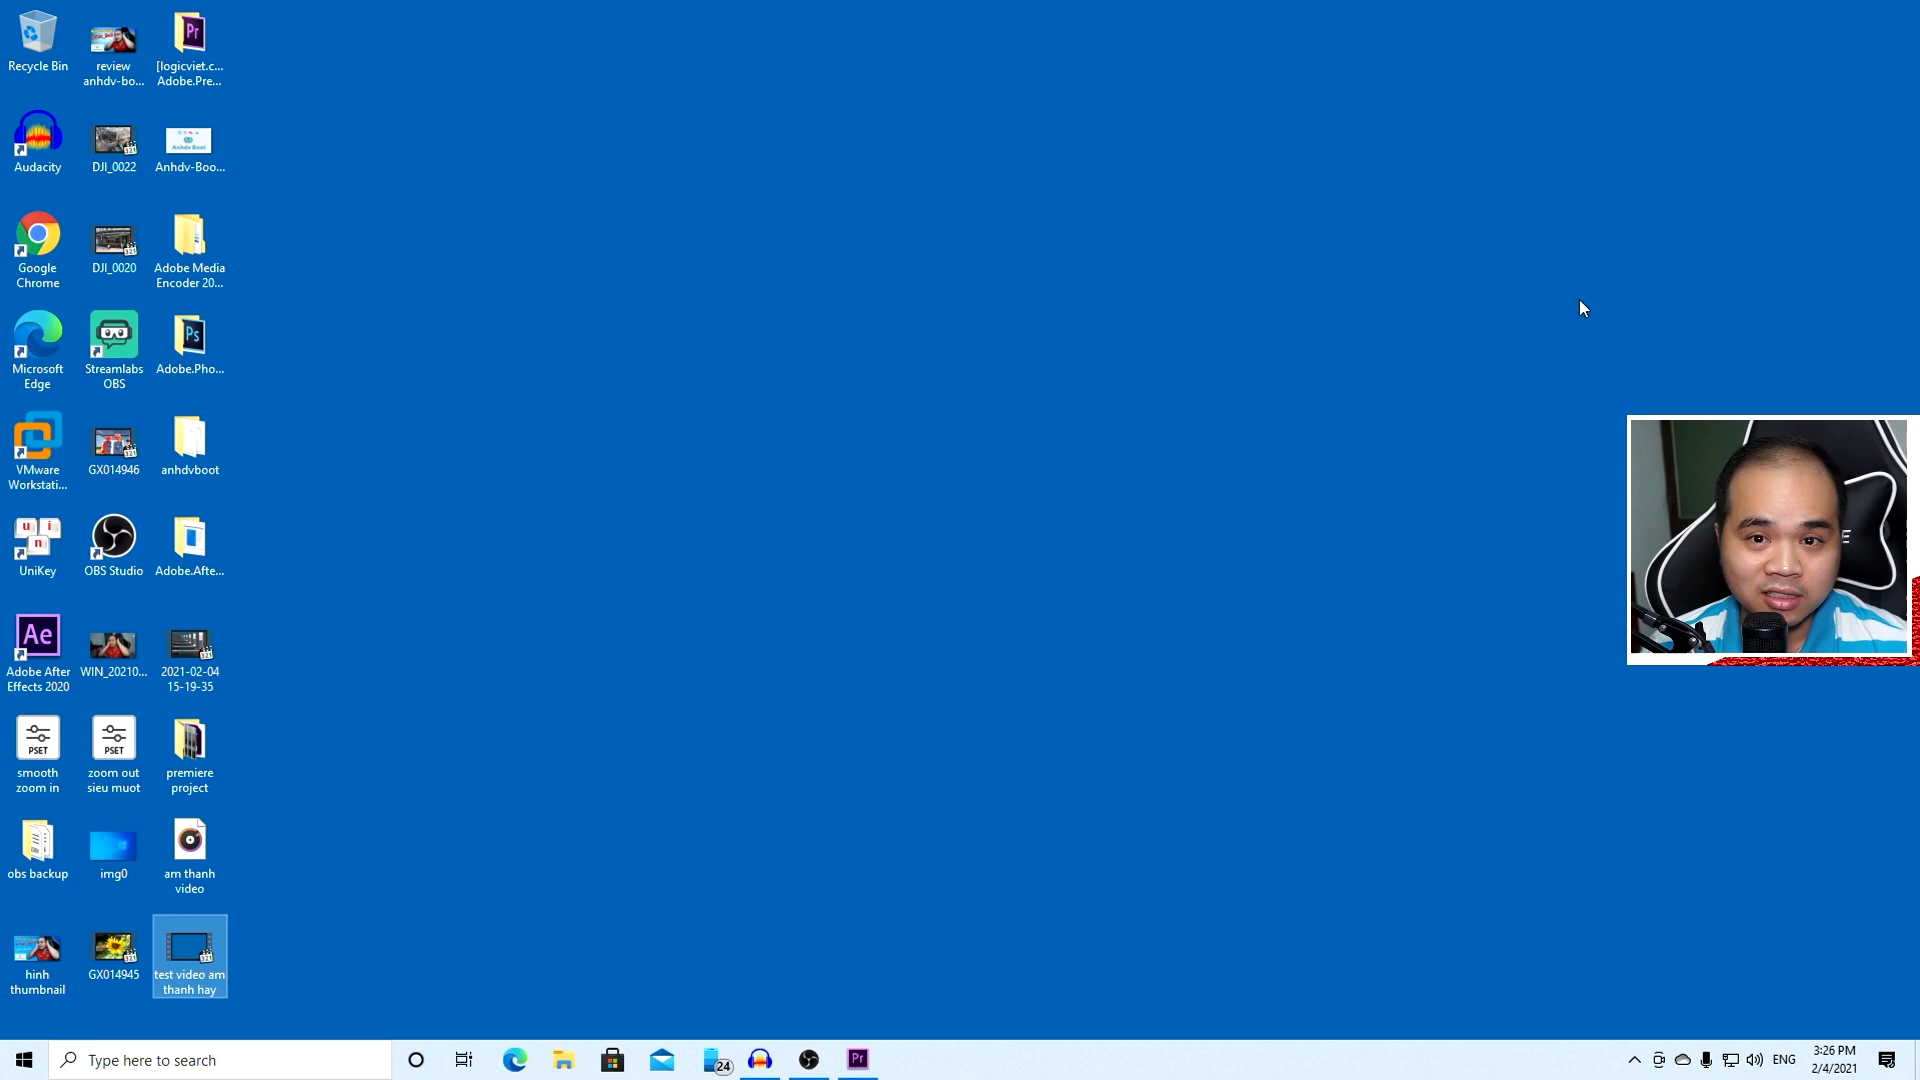 Recycle Bin
review
anhdv-bo...
[logicviet.c...
Adobe.Pre...
Audacity
DJI_0022
Anhdv-Boo...
Google
Chrome
DJI_0020
Adobe Media
Encoder 20...
Microsoft
Edge
Streamlabs
OBS
Adobe.Pho...
VMware
Workstati...
GX014946
anhdvboot
UniKey
OBS Studio
Adobe.Afte...
Adobe After
Effects 2020
WIN_20210...
2021-02-04
15-19-35
PSET
smooth
zoom in
PSET
zoom out
sieu muot
premiere
project
obs backup
img0
am thanh
video
hinh
thumbnail
GX014945
test video am
thanh hay
Type here to search
24
Pr
ENG
3:26 PM
2/4/2021